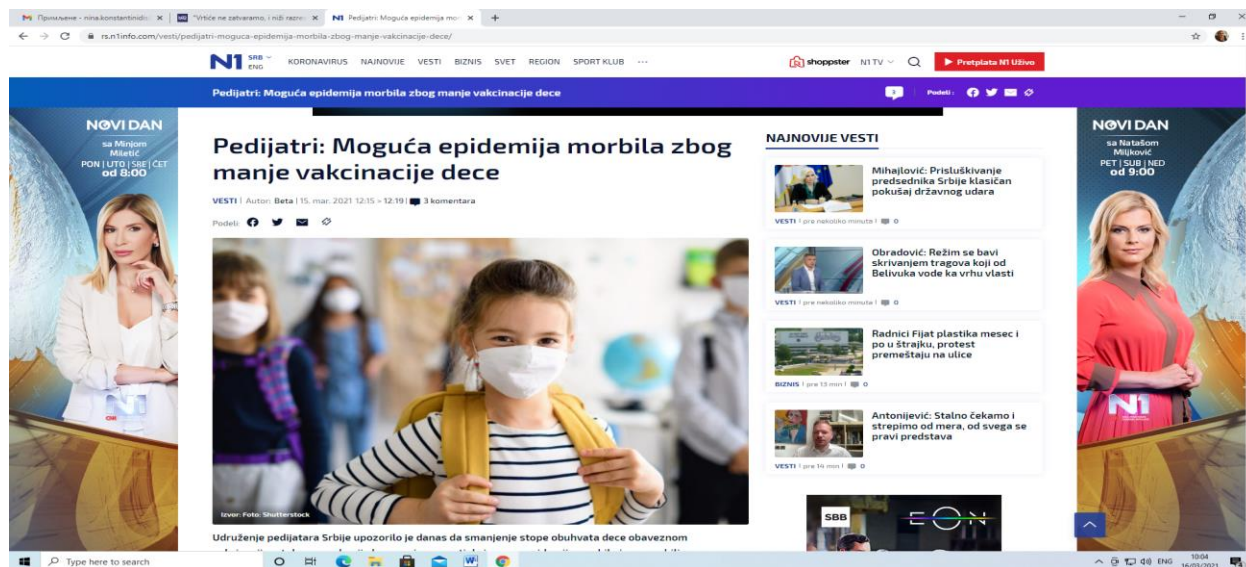 Примљене - nina.konstantinidis
"Vrtiće ne zatvaramo, i niži razre
N1 Pedijatri: Moguća epidemija mor
rs.n1info.com/vesti/pedijatri-moguca-epidemija-morbila-zbog-manje-vakcinacije-dece/
N1 SRB ENG KORONAVIRUS NAJNOVIJE VESTI BIZNIS SVET REGION SPORT KLUB ... shoppster N1 TV Pretplata N1 Uživo
Pedijatri: Moguća epidemija morbila zbog manje vakcinacije dece 3 Podeli:
NOVI DAN
sa Minjom
Miletić
PON | UTO | SRE | ČET
od 8:00
N1
Pedijatri: Moguća epidemija morbila zbog
manje vakcinacije dece
VESTI | Autor: Beta | 15. mar. 2021 12:15 > 12:19 | 3 komentara
Podeli:
Izvor: Foto: Shutterstock
Udruženje pedijatara Srbije upozorilo je danas da smanjenje stope obuhvata dece obaveznom
NAJNOVIJE VESTI
Mihajlović: Prisluškivanje
predsednika Srbije klasičan
pokušaj državnog udara
VESTI | pre nekoliko minuta | 0
Obradović: Režim se bavi
skrivanjem tragova koji od
Belivuka vode ka vrhu vlasti
VESTI | pre nekoliko minuta | 0
Radnici Fijat plastika mesec i
po u štrajku, protest
premeštaju na ulice
BIZNIS | pre 13 min | 0
Antonijević: Stalno čekamo i
strepimo od mera, od svega se
pravi predstava
VESTI | pre 14 min | 0
SBB EON
NOVI DAN
sa Natašom
Miljković
PET | SUB | NED
od 9:00
N1
Type here to search
ENG 10:04
16/03/2021